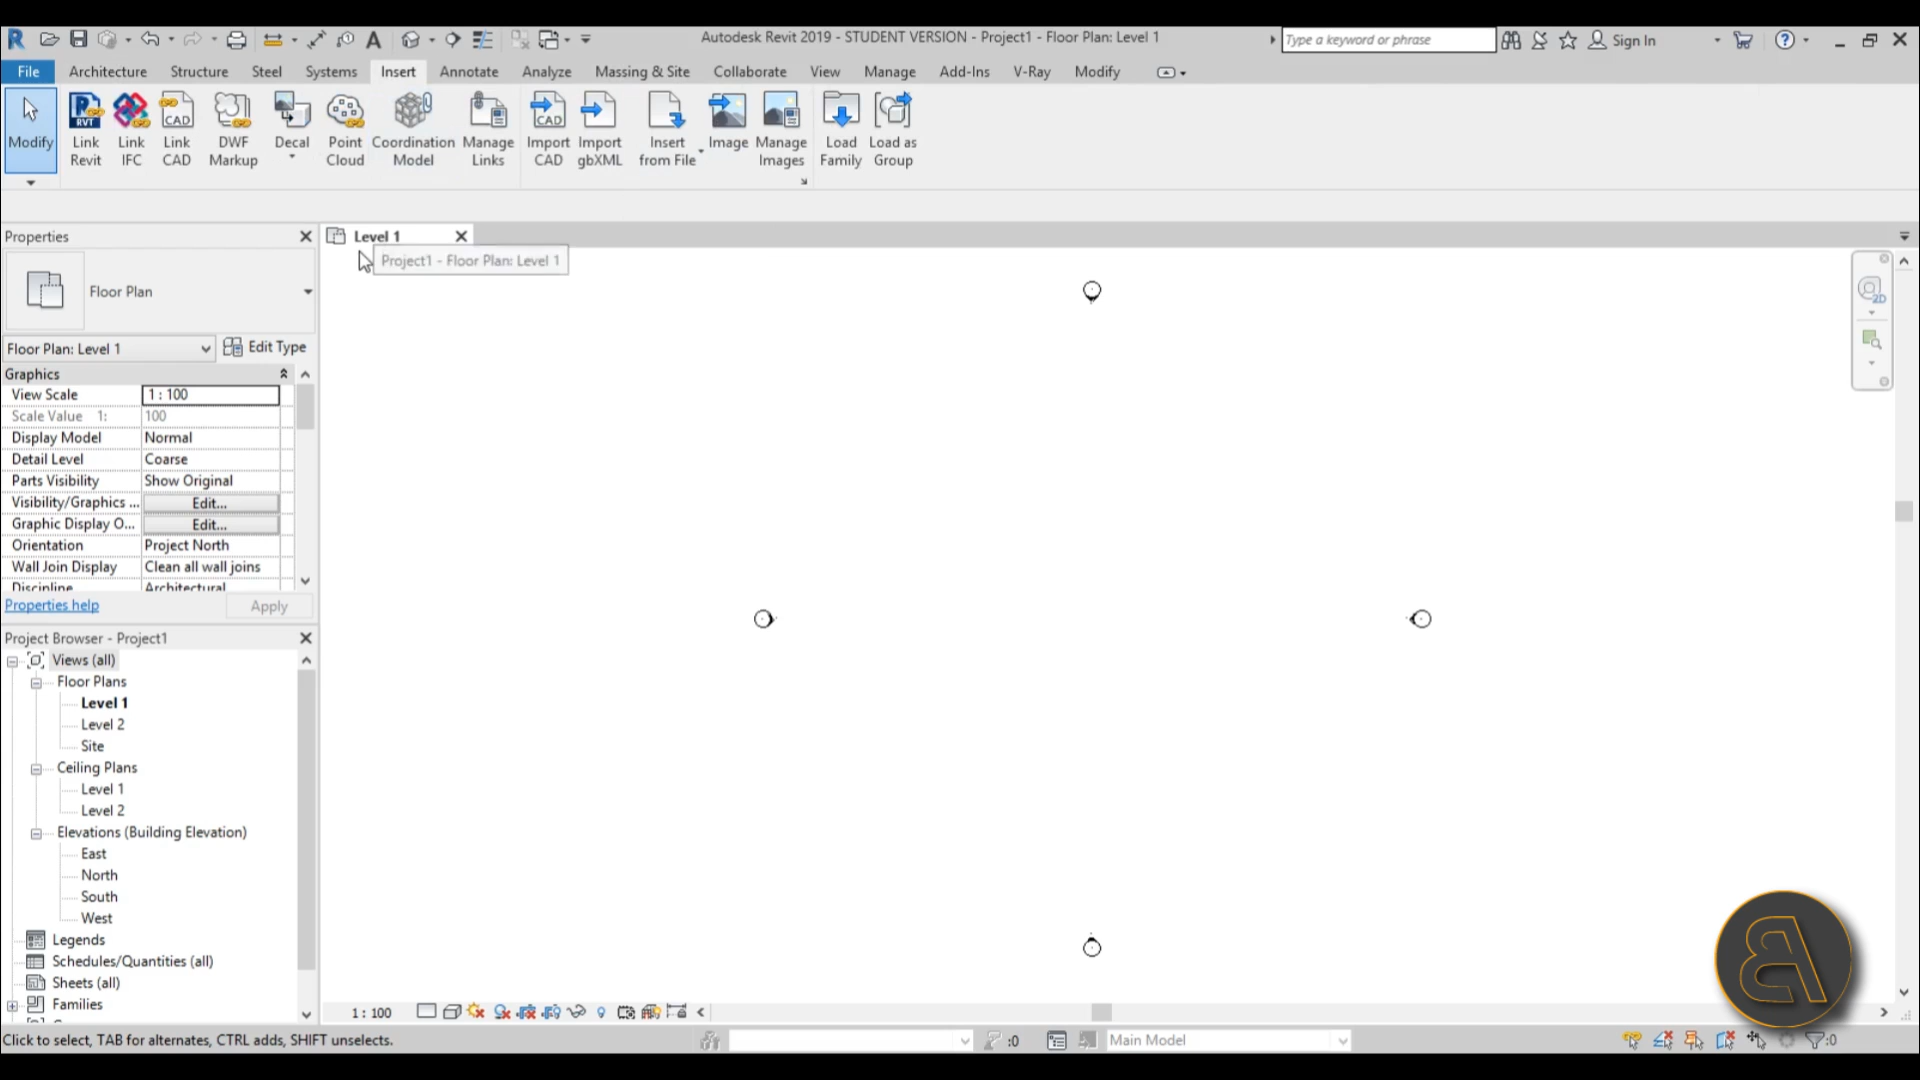 Autodesk Revit 2019 - STUDENT VERSION - Project1 - Floor Plan: Level 1
Type a keyword or phrase
Sign In
File Architecture Structure Steel Systems Insert Annotate Analyze Massing & Site Collaborate View Manage Add-Ins V-Ray Modify
Modify
Link Revit
Link IFC
Link CAD
DWF Markup
Decal
Point Cloud
Coordination Model
Manage Links
Import CAD
Import gbXML
Insert from File
Image
Manage Images
Load Family
Load as Group
Properties
Level 1
Project1 - Floor Plan: Level 1
Floor Plan
Floor Plan: Level 1
Edit Type
Graphics
View Scale 1 : 100
Scale Value 1: 100
Display Model Normal
Detail Level Coarse
Parts Visibility Show Original
Visibility/Graphics ... Edit...
Graphic Display O... Edit...
Orientation Project North
Wall Join Display Clean all wall joins
Discipline Architectural
Properties help
Apply
Project Browser - Project1
Views (all)
Floor Plans
Level 1
Level 2
Site
Ceiling Plans
Level 1
Level 2
Elevations (Building Elevation)
East
North
South
West
Legends
Schedules/Quantities (all)
Sheets (all)
Families
1 : 100
Click to select, TAB for alternates, CTRL adds, SHIFT unselects.
:0
Main Model
:0